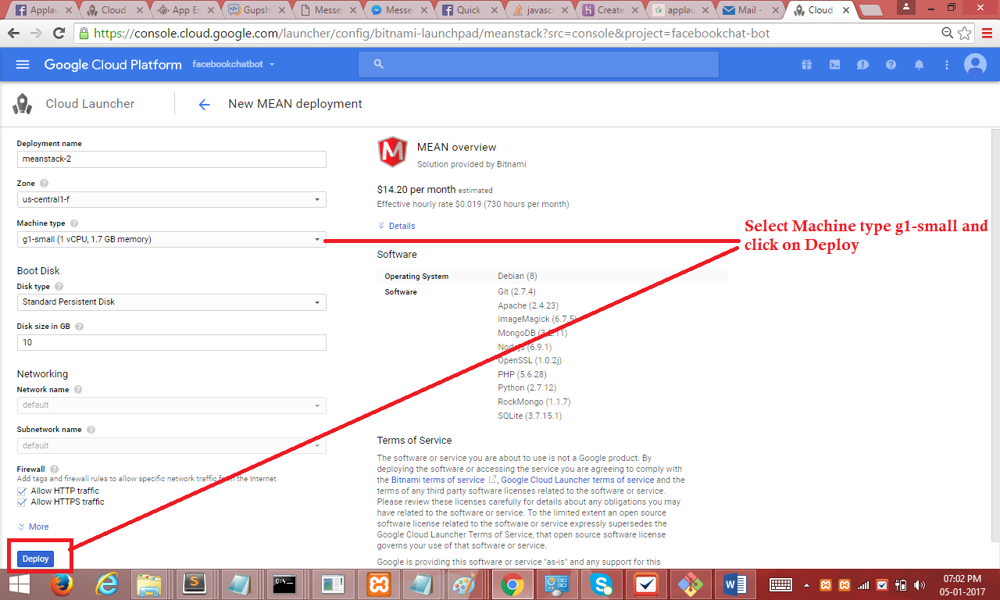 Applau
Cloud
App En
Gupsh
Messe
Messe
Quick
javasc
Create
applau
Mail -
Cloud
https://console.cloud.google.com/launcher/config/bitnami-launchpad/meanstack?src=console&project=facebookchat-bot
Google Cloud Platform facebookchatbot
Cloud Launcher New MEAN deployment
Deployment name
meanstack-2
Zone
us-central1-f
Machine type
g1-small (1 vCPU, 1.7 GB memory)
Boot Disk
Disk type
Standard Persistent Disk
Disk size in GB
10
Networking
Network name
default
Subnetwork name
default
Firewall
Add tags and firewall rules to allow specific network traffic from the Internet
Allow HTTP traffic
Allow HTTPS traffic
More
Deploy
MEAN overview
Solution provided by Bitnami
$14.20 per month estimated
Effective hourly rate $0.019 (730 hours per month)
Details
Software
Operating System Debian (8)
Software Git (2.7.4)
Apache (2.4.23)
ImageMagick (6.7.5)
MongoDB (3.2.11)
Nodejs (6.9.1)
OpenSSL (1.0.2j)
PHP (5.6.28)
Python (2.7.12)
RockMongo (1.1.7)
SQLite (3.7.15.1)
Terms of Service
The software or service you are about to use is not a Google product. By
deploying the software or accessing the service you are agreeing to comply with
the Bitnami terms of service , Google Cloud Launcher terms of service and the
terms of any third party software licenses related to the software or service.
Please review these licenses carefully for details about any obligations you may
have related to the software or service. To the limited extent an open source
software license related to the software or service expressly supersedes the
Google Cloud Launcher Terms of Service, that open source software license
governs your use of that software or service.
Google is providing this software or service "as-is" and any support for this
Select Machine type g1-small and
click on Deploy
07:02 PM
05-01-2017